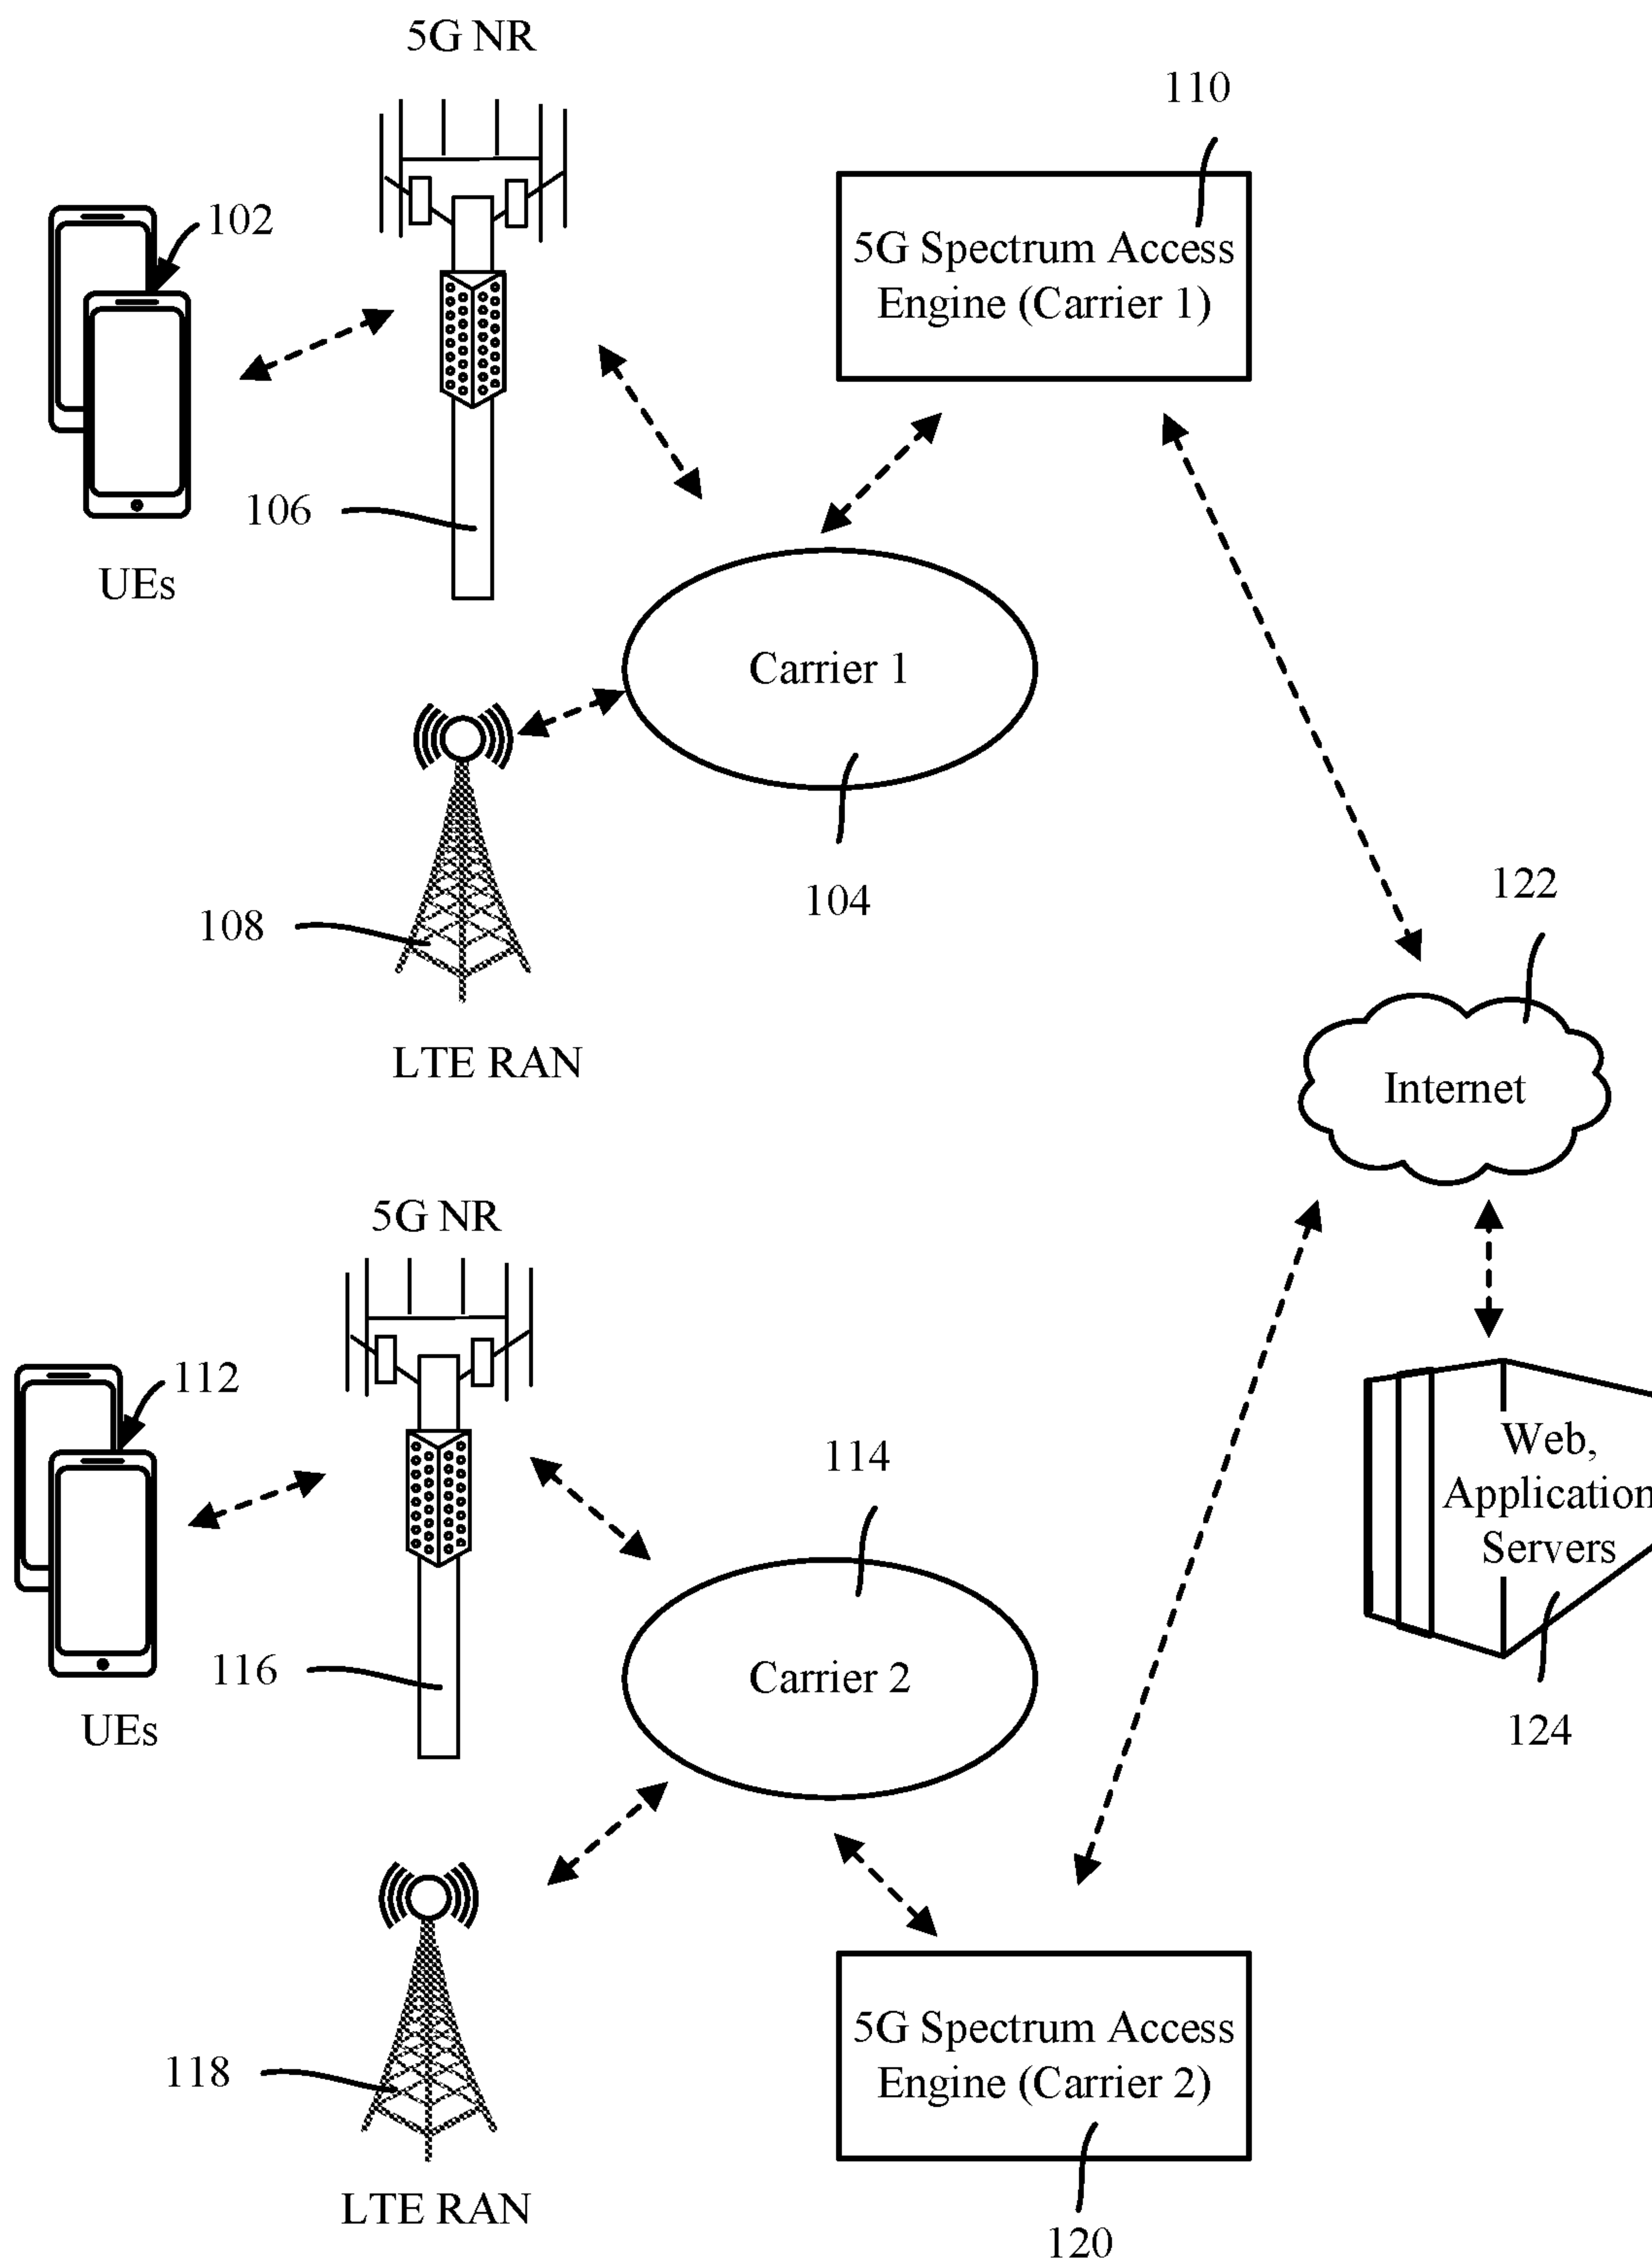 5G NR
110
102
5G Spectrum Access
Engine (Carrier 1)
106
UEs
Carrier 1
104
108
122
LTE RAN
Internet
5G NR
112
114
Web,
Application
Servers
116
Carrier 2
UEs
124
118
5G Spectrum Access
Engine (Carrier 2)
LTE RAN
120